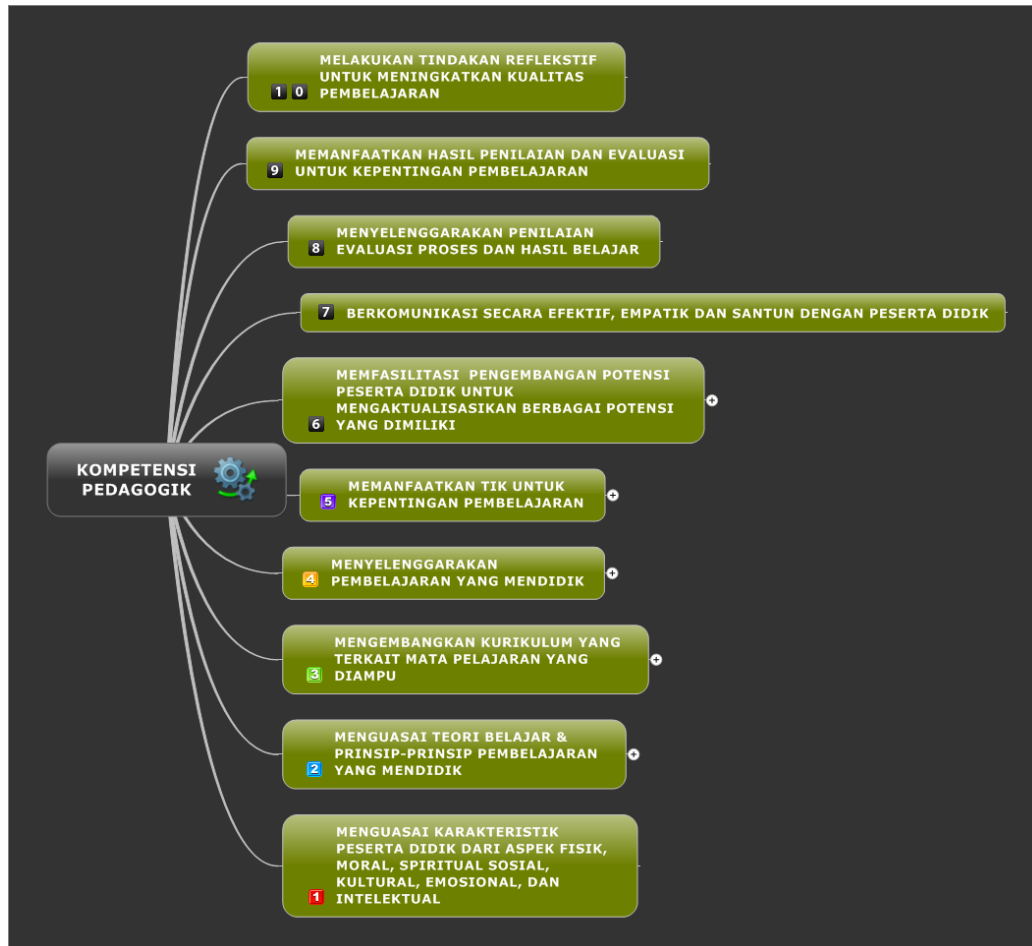 MELAKUKAN TINDAKAN REFLEKSTIF
UNTUK MENINGKATKAN KUALITAS
10 PEMBELAJARAN
MEMANFAATKAN HASIL PENILAIAN DAN EVALUASI
9 UNTUK KEPENTINGAN PEMBELAJARAN
MENYELENGGARAKAN PENILAIAN
8 EVALUASI PROSES DAN HASIL BELAJAR
7 BERKOMUNIKASI SECARA EFEKTIF, EMPATIK DAN SANTUN DENGAN PESERTA DIDIK
MEMFASILITASI PENGEMBANGAN POTENSI
PESERTA DIDIK UNTUK
MENGAKTUALISASIKAN BERBAGAI POTENSI
6 YANG DIMILIKI
KOMPETENSI
PEDAGOGIK
MEMANFAATKAN TIK UNTUK
5 KEPENTINGAN PEMBELAJARAN
MENYELENGGARAKAN
4 PEMBELAJARAN YANG MENDIDIK
MENGEMBANGKAN KURIKULUM YANG
TERKAIT MATA PELAJARAN YANG
3 DIAMPU
MENGUASAI TEORI BELAJAR &
PRINSIP-PRINSIP PEMBELAJARAN
2 YANG MENDIDIK
MENGUASAI KARAKTERISTIK
PESERTA DIDIK DARI ASPEK FISIK,
MORAL, SPIRITUAL SOSIAL,
KULTURAL, EMOSIONAL, DAN
1 INTELEKTUAL